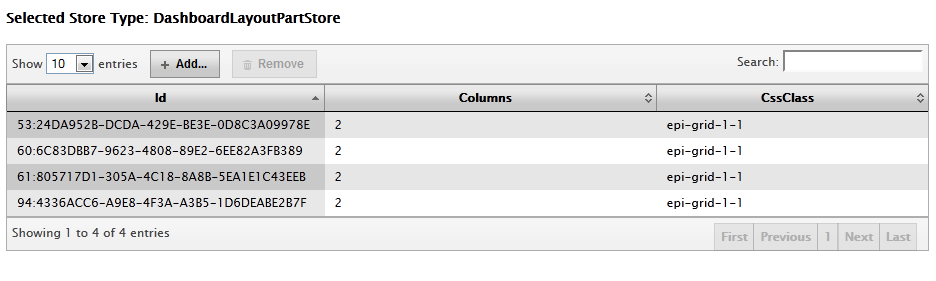 Selected Store Type: DashboardLayoutPartStore
Show 10 entries + Add... Remove Search:
Id Columns CssClass
53:24DA952B-DCDA-429E-BE3E-0D8C3A09978E 2 epi-grid-1-1
60:6C83DBB7-9623-4808-89E2-6EE82A3FB389 2 epi-grid-1-1
61:805717D1-305A-4C18-8A8B-5EA1E1C43EEB 2 epi-grid-1-1
94:4336ACC6-A9E8-4F3A-A3B5-1D6DEABE2B7F 2 epi-grid-1-1
Showing 1 to 4 of 4 entries First Previous 1 Next Last